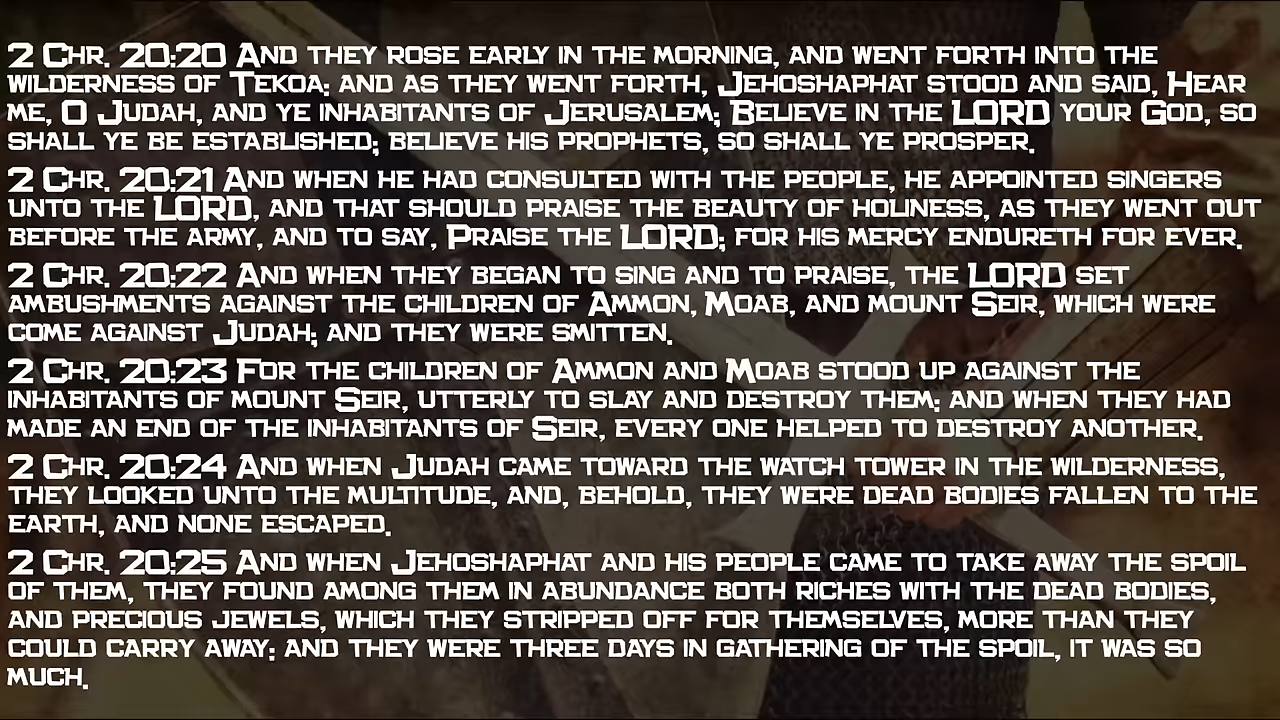 2 Chr. 20:20 And they rose early in the morning, and went forth into the
wilderness of Tekoa: and as they went forth, Jehoshaphat stood and said, Hear
me, O Judah, and ye inhabitants of Jerusalem; Believe in the LORD your God, so
shall ye be established; believe his prophets, so shall ye prosper.
2 Chr. 20:21 And when he had consulted with the people, he appointed singers
unto the LORD, and that should praise the beauty of holiness, as they went out
before the army, and to say, Praise the LORD; for his mercy endureth for ever.
2 Chr. 20:22 And when they began to sing and to praise, the LORD set
ambushments against the children of Ammon, Moab, and mount Seir, which were
come against Judah; and they were smitten.
2 Chr. 20:23 For the children of Ammon and Moab stood up against the
inhabitants of mount Seir, utterly to slay and destroy them: and when they had
made an end of the inhabitants of Seir, every one helped to destroy another.
2 Chr. 20:24 And when Judah came toward the watch tower in the wilderness,
they looked unto the multitude, and, behold, they were dead bodies fallen to the
earth, and none escaped.
2 Chr. 20:25 And when Jehoshaphat and his people came to take away the spoil
of them, they found among them in abundance both riches with the dead bodies,
and precious jewels, which they stripped off for themselves, more than they
could carry away: and they were three days in gathering of the spoil, it was so
much.